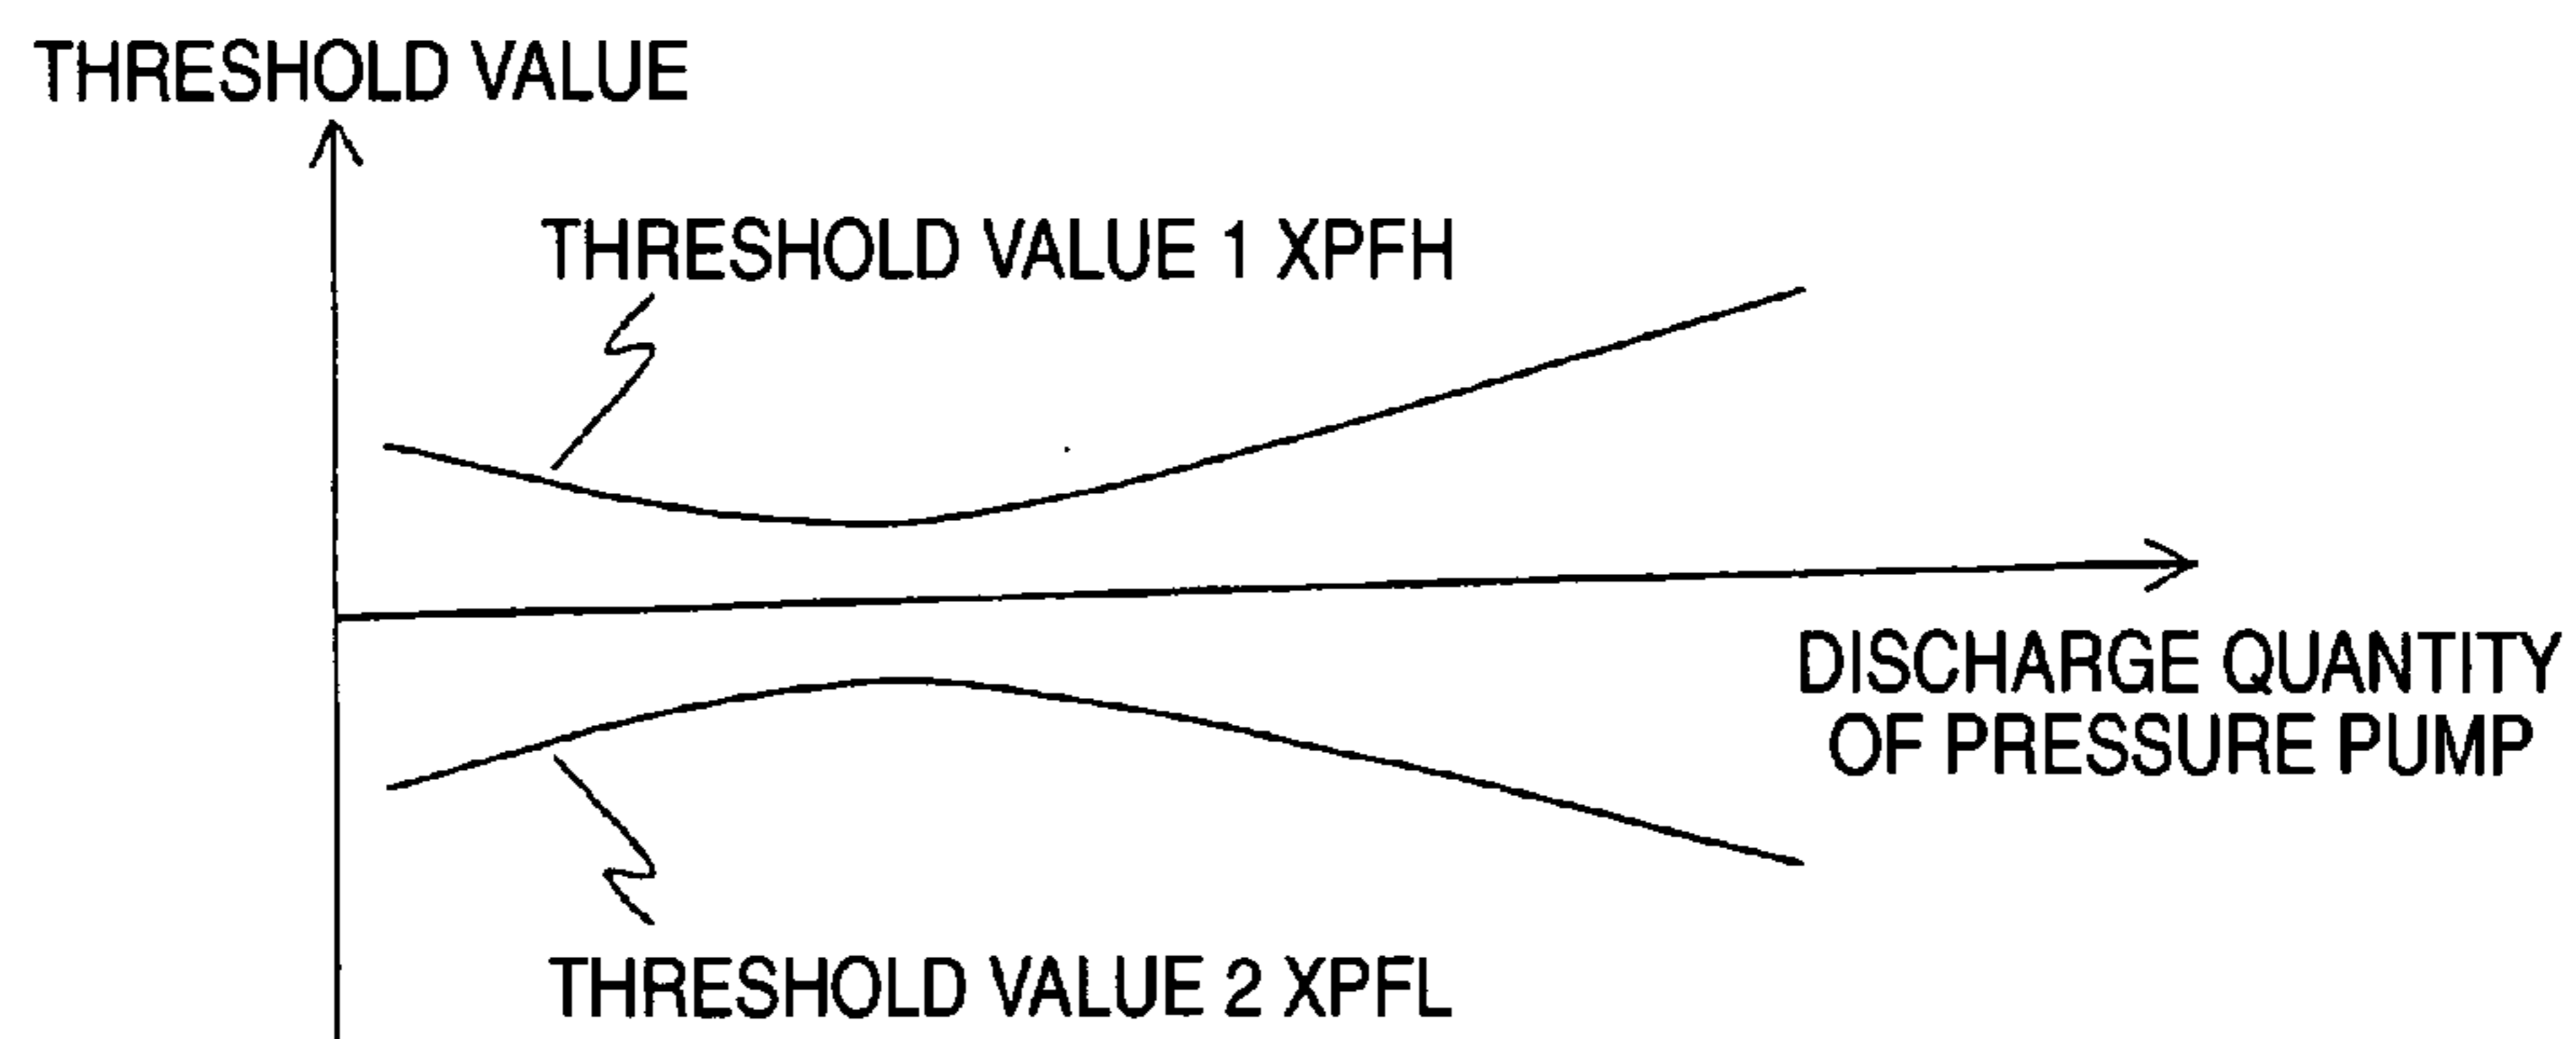 THRESHOLD VALUE
THRESHOLD VALUE 1 XPFH
DISCHARGE QUANTITY
OF PRESSURE PUMP
THRESHOLD VALUE 2 XPFL